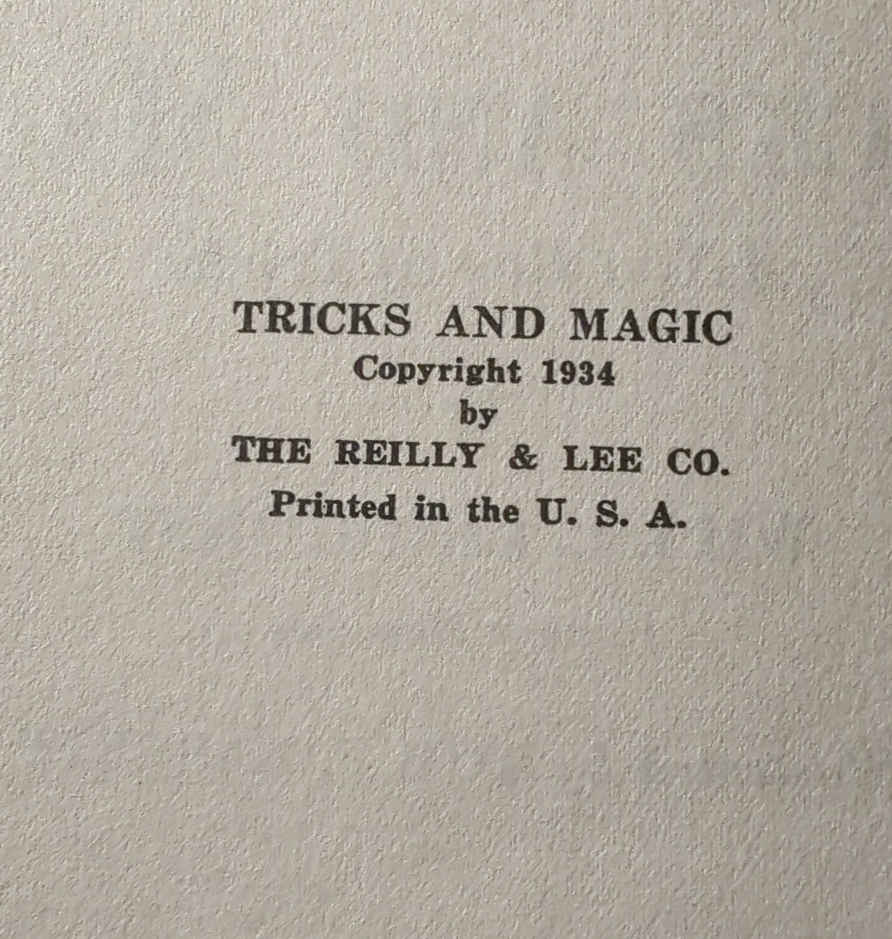 TRICKS AND MAGIC
Copyright 1934
by
THE REILLY & LEE CO.
Printed in the U. S. A.